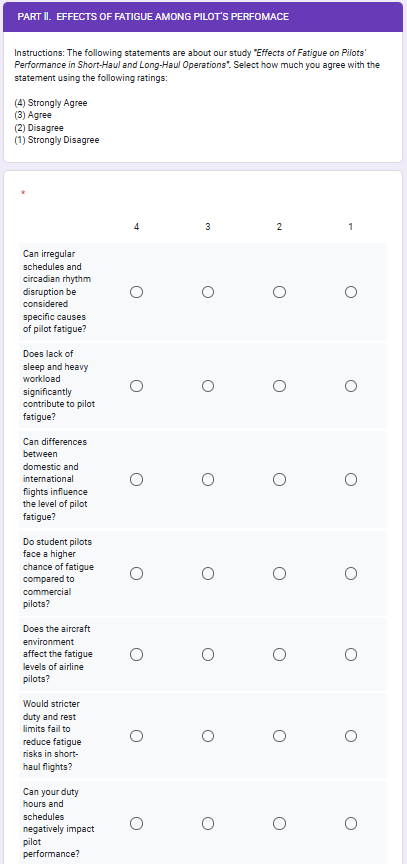 PART II. EFFECTS OF FATIGUE AMONG PILOT'S PERFOMACE
Instructions: The following statements are about our study "Effects of Fatigue on Pilots'
Performance in Short-Haul and Long-Haul Operations". Select how much you agree with the
statement using the following ratings:
(4) Strongly Agree
(3) Agree
(2) Disagree
(1) Strongly Disagree
*
4 3 2 1
Can irregular
schedules and
circadian rhythm
disruption be
considered
specific causes
of pilot fatigue?
Does lack of
sleep and heavy
workload
significantly
contribute to pilot
fatigue?
Can differences
between
domestic and
international
flights influence
the level of pilot
fatigue?
Do student pilots
face a higher
chance of fatigue
compared to
commercial
pilots?
Does the aircraft
environment
affect the fatigue
levels of airline
pilots?
Would stricter
duty and rest
limits fail to
reduce fatigue
risks in short-
haul flights?
Can your duty
hours and
schedules
negatively impact
pilot
performance?